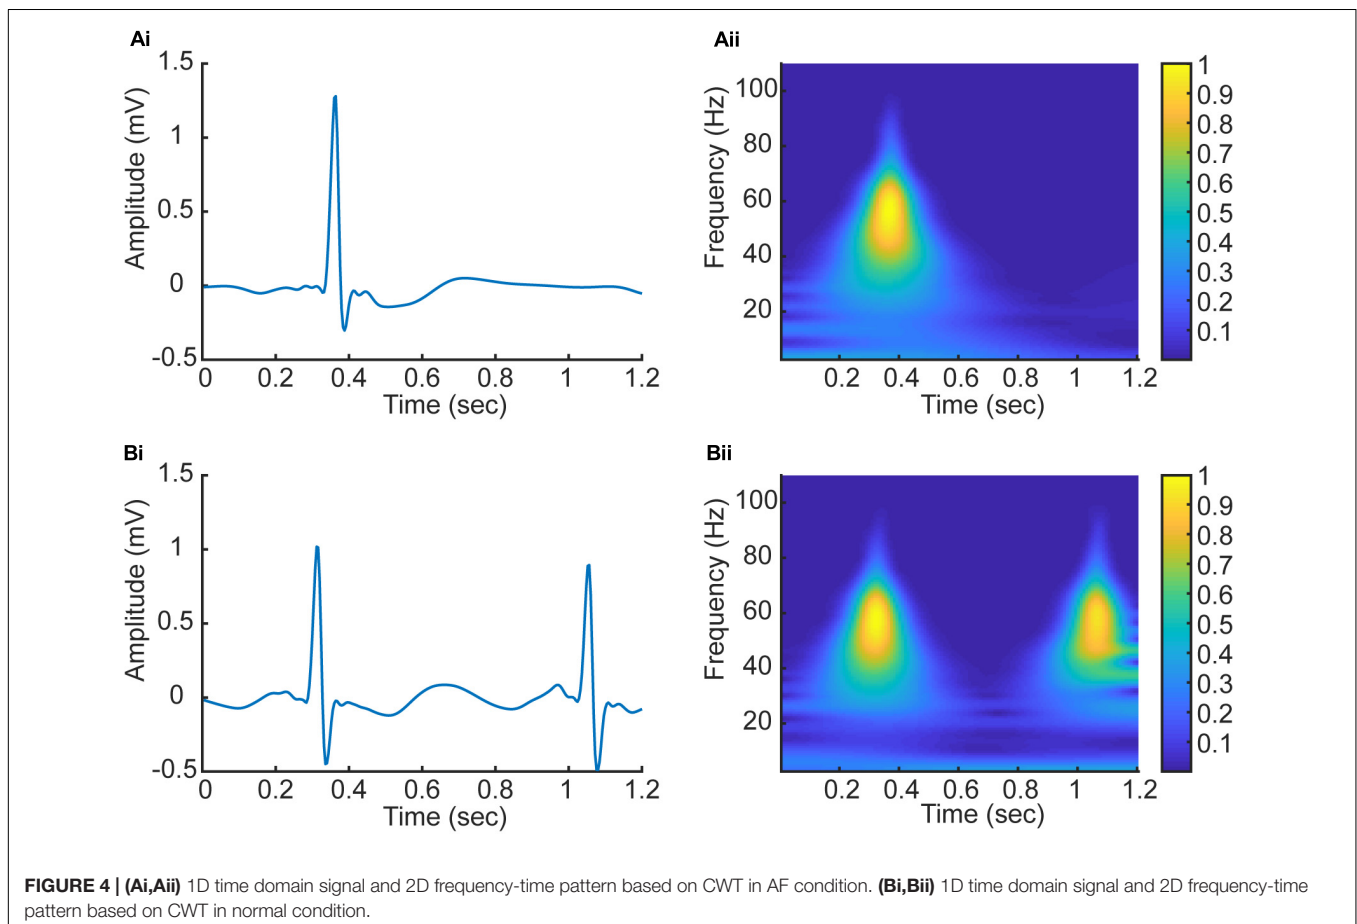 Ai
1.5
1
0.5
0
-0.5
Amplitude (mV)
0 0.2 0.4 0.6 0.8 1 1.2
Time (sec)
Aii
100
80
60
40
20
Frequency (Hz)
0.2 0.4 0.6 0.8 1 1.2
Time (sec)
1
0.9
0.8
0.7
0.6
0.5
0.4
0.3
0.2
0.1
Bi
1.5
1
0.5
0
-0.5
Amplitude (mV)
0 0.2 0.4 0.6 0.8 1 1.2
Time (sec)
Bii
100
80
60
40
20
Frequency (Hz)
0.2 0.4 0.6 0.8 1 1.2
Time (sec)
1
0.9
0.8
0.7
0.6
0.5
0.4
0.3
0.2
0.1
FIGURE 4 | (Ai,Aii) 1D time domain signal and 2D frequency-time pattern based on CWT in AF condition. (Bi,Bii) 1D time domain signal and 2D frequency-time
pattern based on CWT in normal condition.